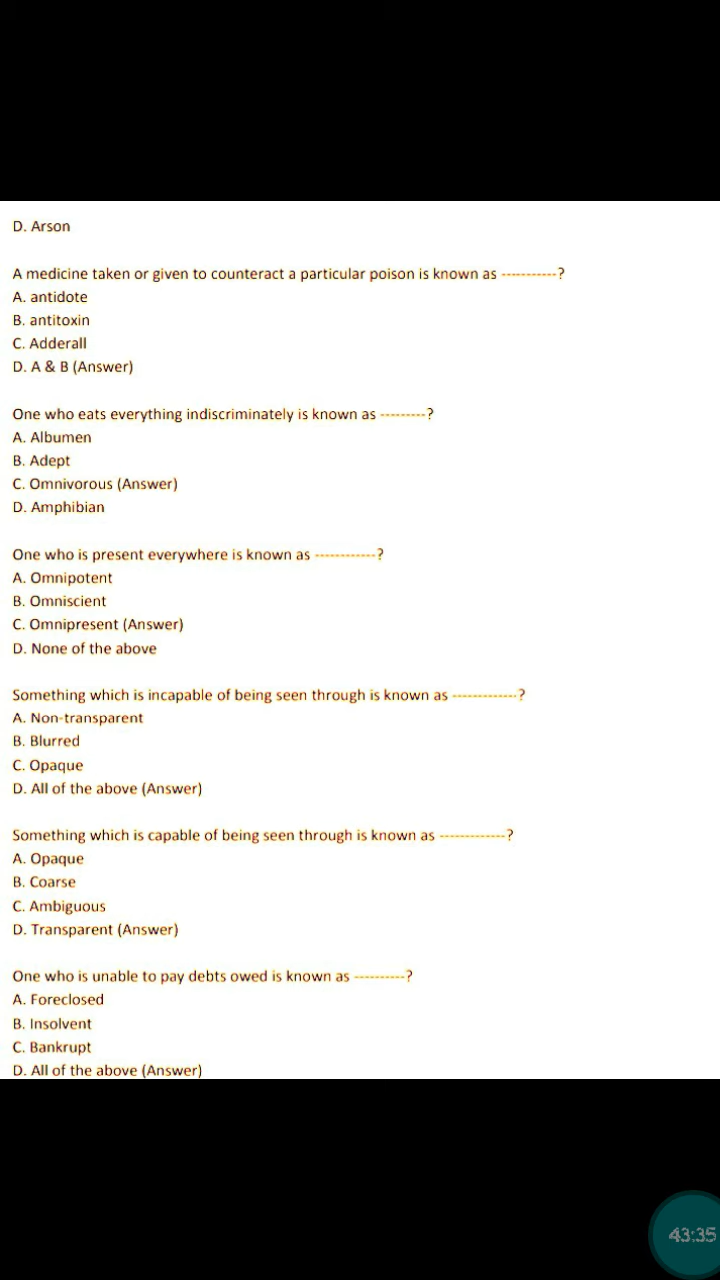 D. Arson
A medicine taken or given to counteract a particular poison is known as -----------?
A. antidote
B. antitoxin
C. Adderall
D. A & B (Answer)
One who eats everything indiscriminately is known as ---------?
A. Albumen
B. Adept
C. Omnivorous (Answer)
D. Amphibian
One who is present everywhere is known as ------------?
A. Omnipotent
B. Omniscient
C. Omnipresent (Answer)
D. None of the above
Something which is incapable of being seen through is known as -------------?
A. Non-transparent
B. Blurred
C. Opaque
D. All of the above (Answer)
Something which is capable of being seen through is known as -------------?
A. Opaque
B. Coarse
C. Ambiguous
D. Transparent (Answer)
One who is unable to pay debts owed is known as ----------?
A. Foreclosed
B. Insolvent
C. Bankrupt
D. All of the above (Answer)
43:35